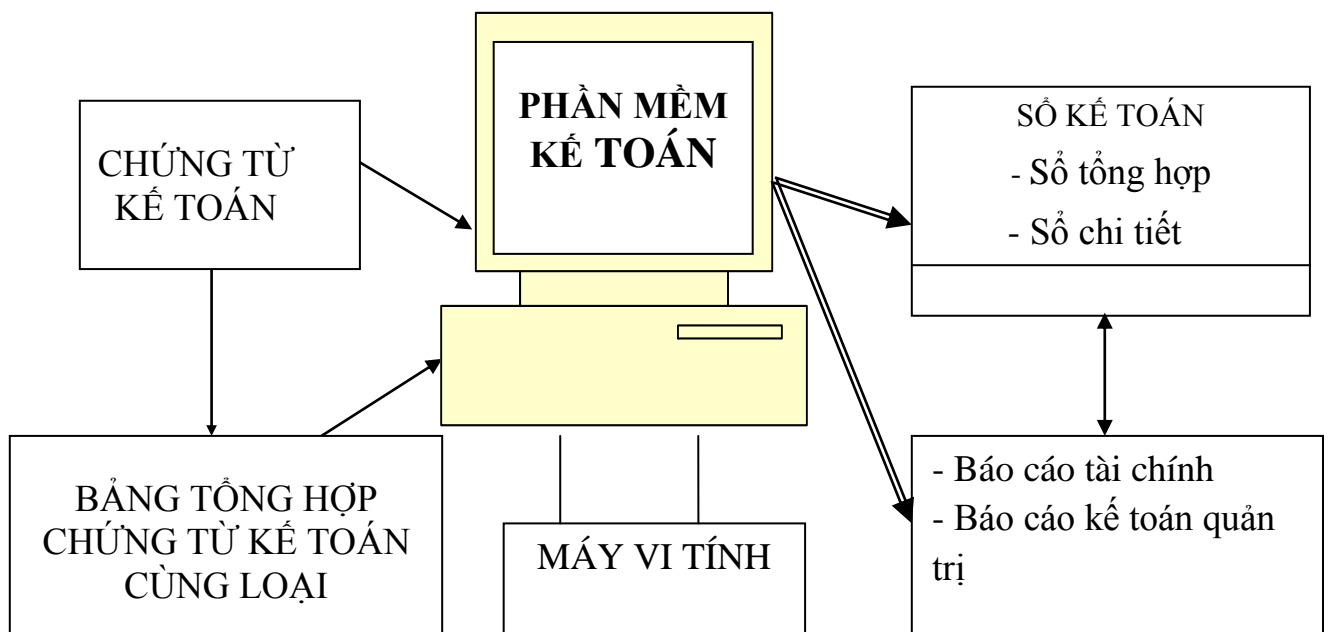 CHỨNG TỪ
KẾ TOÁN
PHẦN MỀM
KẾ TOÁN
SỔ KẾ TOÁN
- Sổ tổng hợp
- Sổ chi tiết
BẢNG TỔNG HỢP
CHỨNG TỪ KẾ TOÁN
CÙNG LOẠI
MÁY VI TÍNH
- Báo cáo tài chính
- Báo cáo kế toán quản
trị